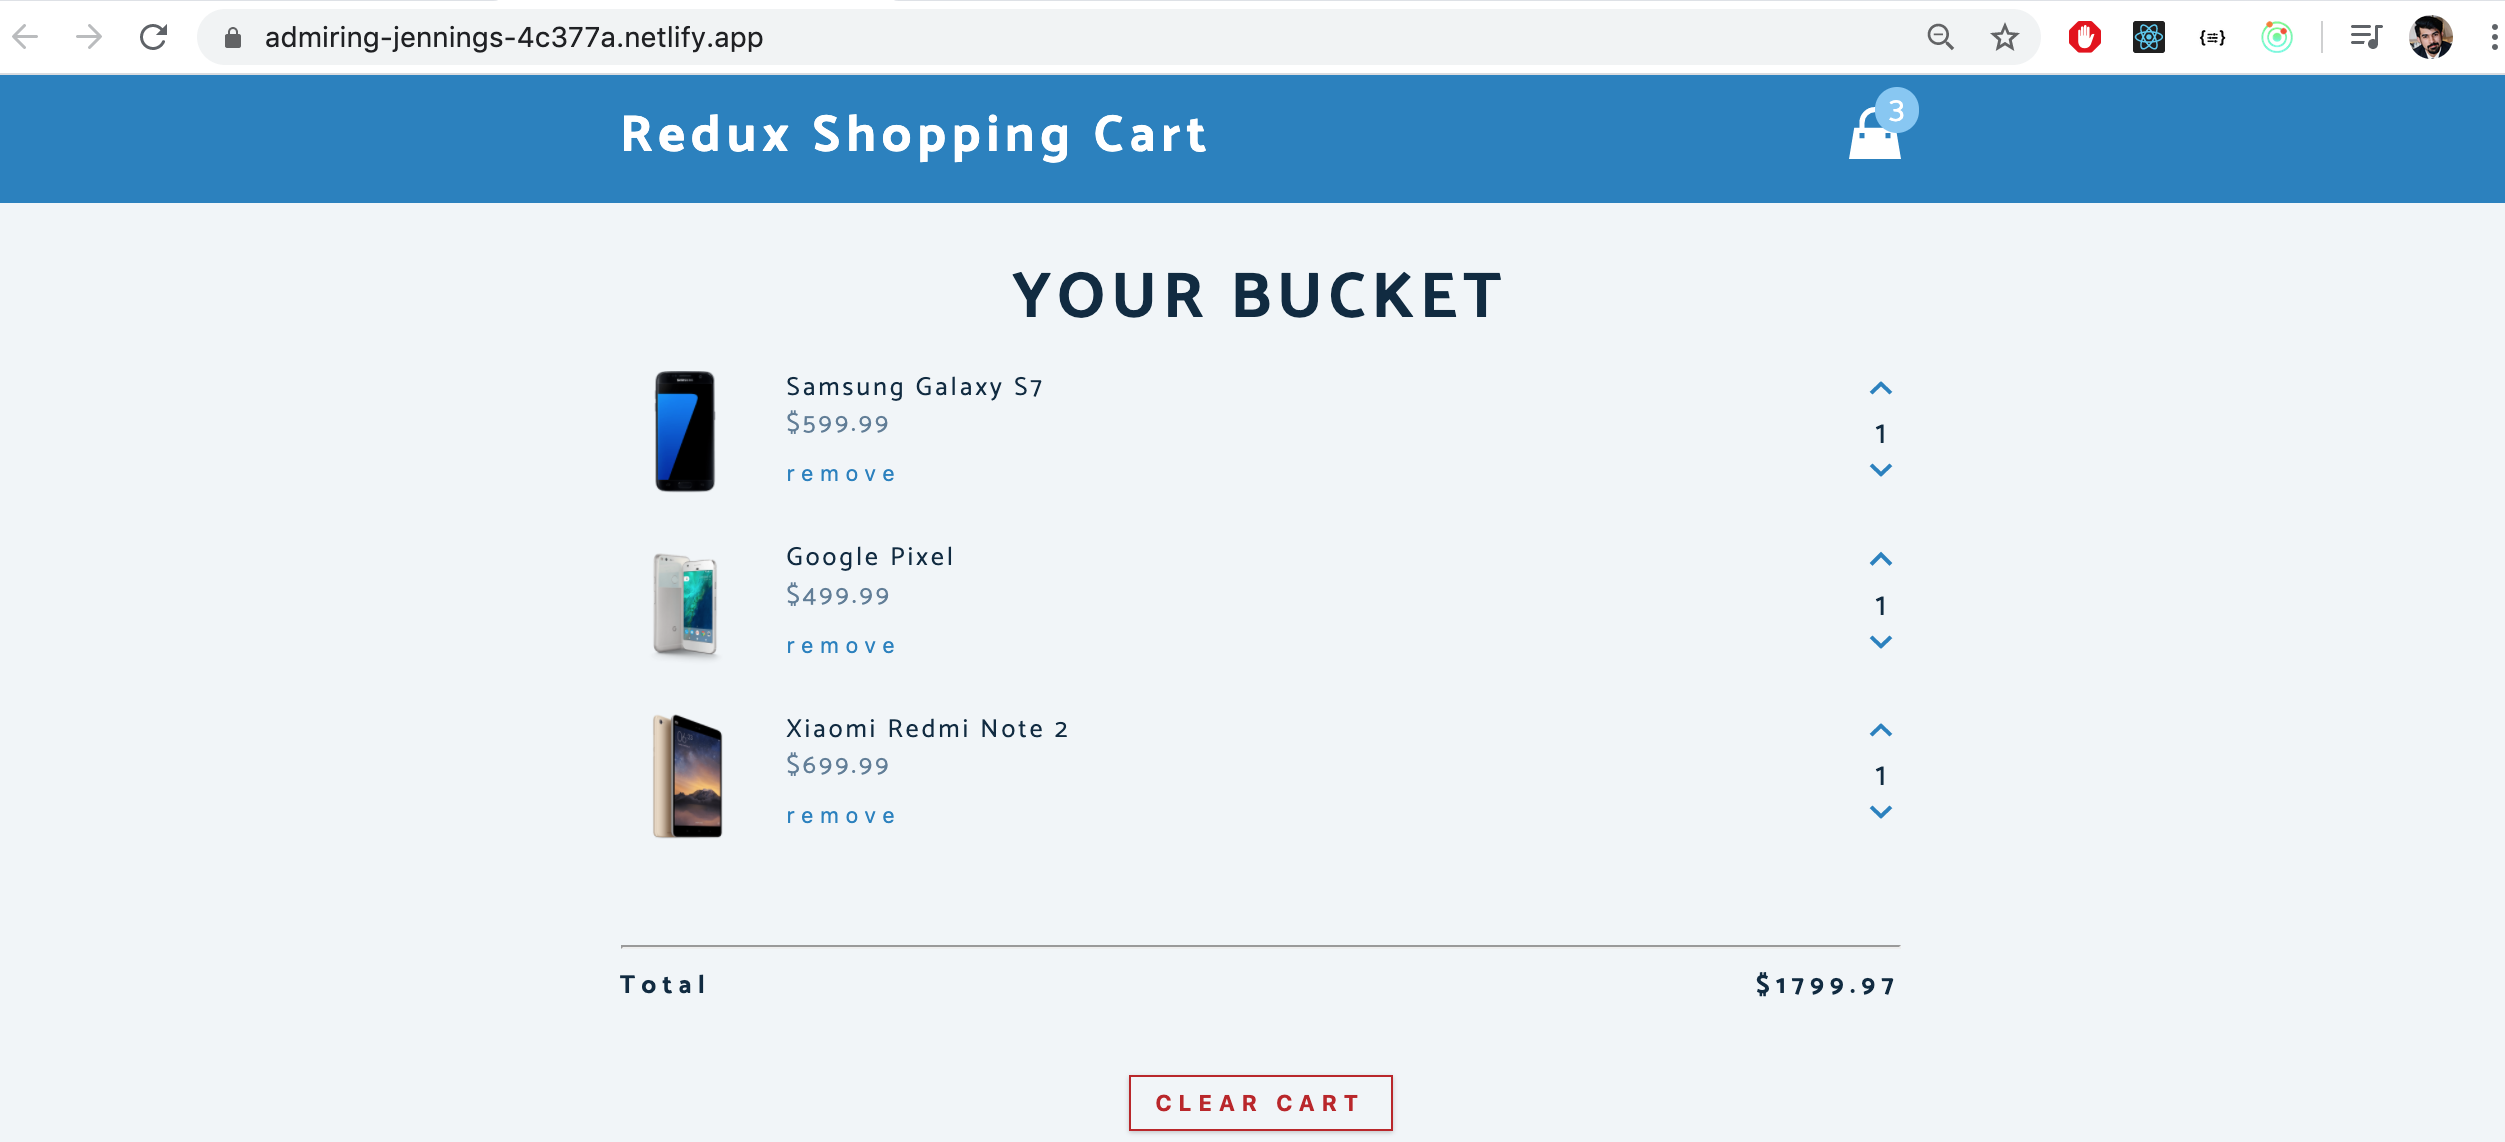 admiring-jennings-4c377a.netlify.app
Redux Shopping Cart
3
YOUR BUCKET
Samsung Galaxy S7
$599.99
remove
1
Google Pixel
$499.99
remove
1
Xiaomi Redmi Note 2
$699.99
remove
1
Total
$1799.97
CLEAR CART